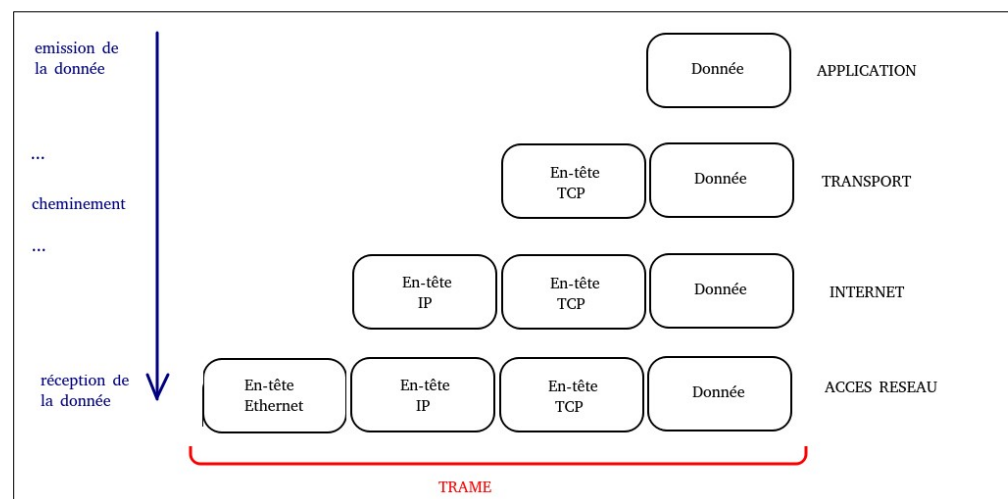 emission de
la donnée
Donnée
APPLICATION
...
En-tête
TCP
Donnée
TRANSPORT
cheminement
...
En-tête
IP
En-tête
TCP
Donnée
INTERNET
réception de
la donnée
En-tête
Ethernet
En-tête
IP
En-tête
TCP
Donnée
ACCES RESEAU
TRAME